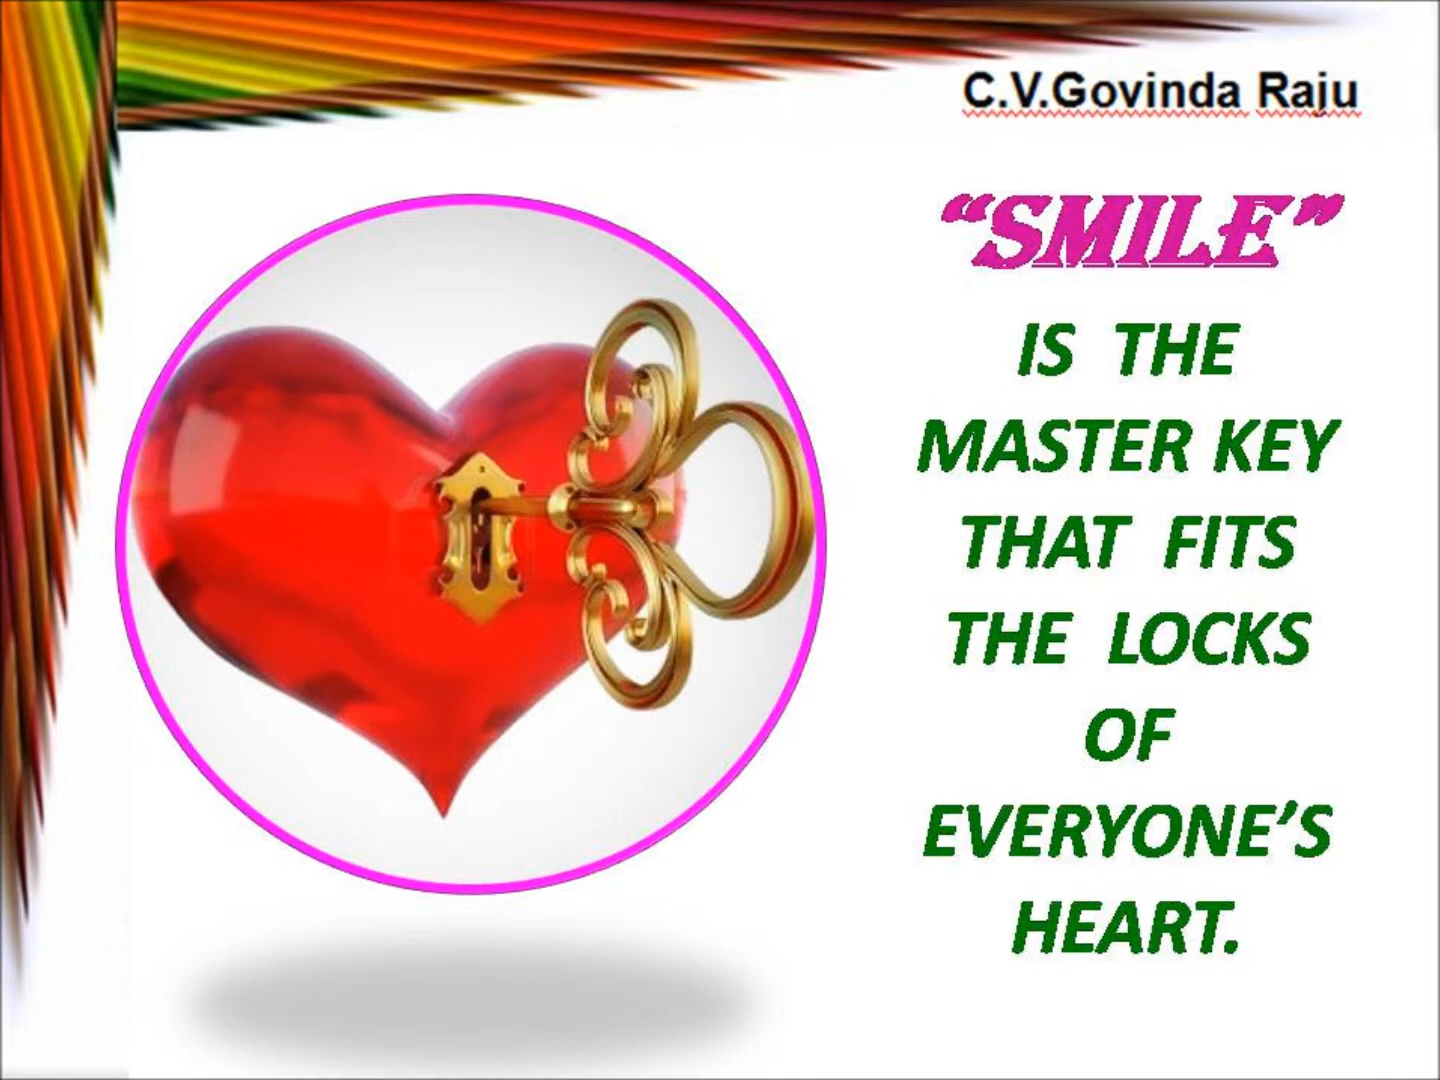 C.V.Govinda Raju
“SMILE”
IS THE
MASTER KEY
THAT FITS
THE LOCKS
OF
EVERYONE’S
HEART.